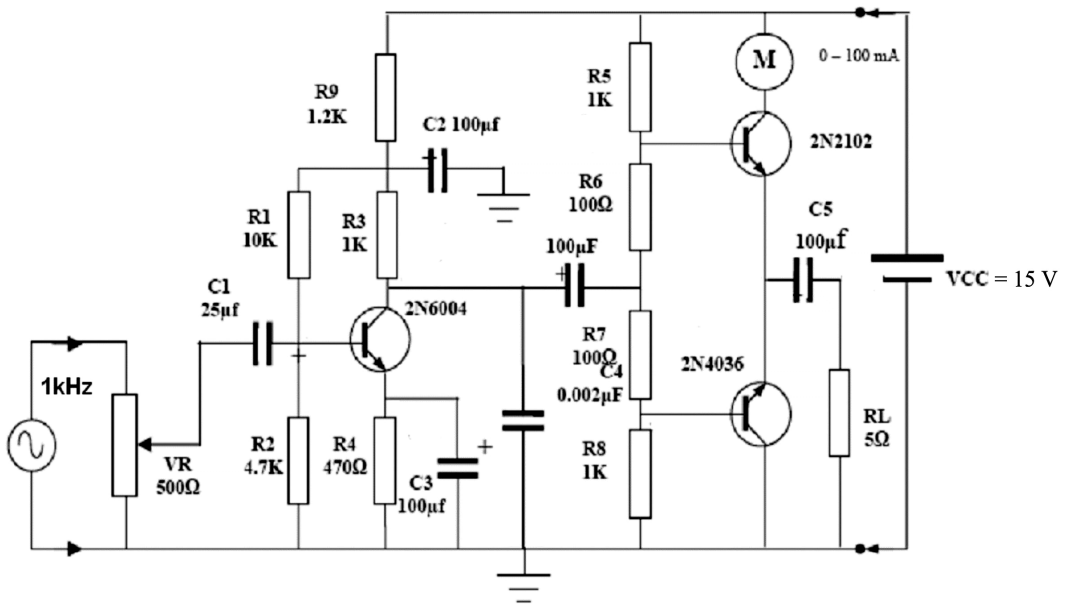 R9
1.2K
C2 100µf
R1
10K
R3
1K
C1
25µf
2N6004
1kHz
VR
500Ω
R2
4.7K
R4
470Ω
C3
100µf
100µF
R5
1K
R6
100Ω
R7
100Ω
C4
0.002µF
R8
1K
M
0 – 100 mA
2N2102
C5
100µf
2N4036
RL
5Ω
VCC = 15 V